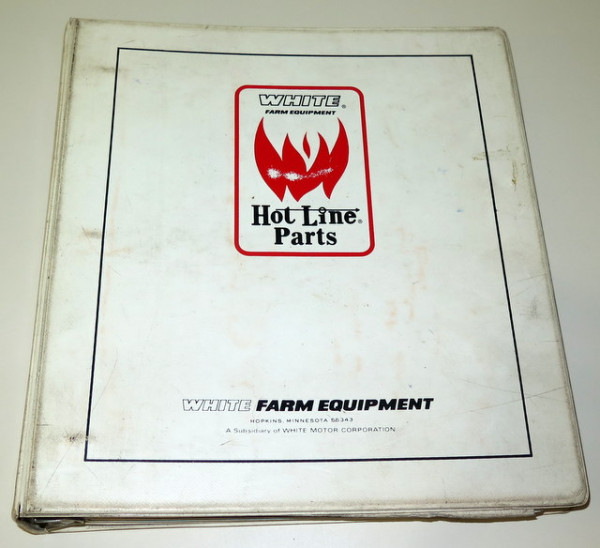 WHITE®
FARM EQUIPMENT
Hot Line®
Parts
WHITE FARM EQUIPMENT
HOPKINS, MINNESOTA 55343
A Subsidiary of WHITE MOTOR CORPORATION